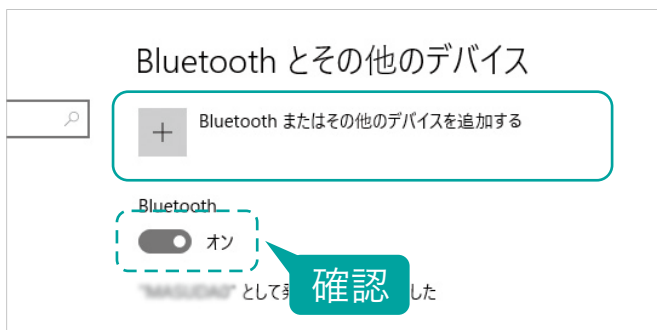 Bluetooth とその他のデバイス
Bluetooth またはその他のデバイスを追加する
Bluetooth
オン
確認
として
した